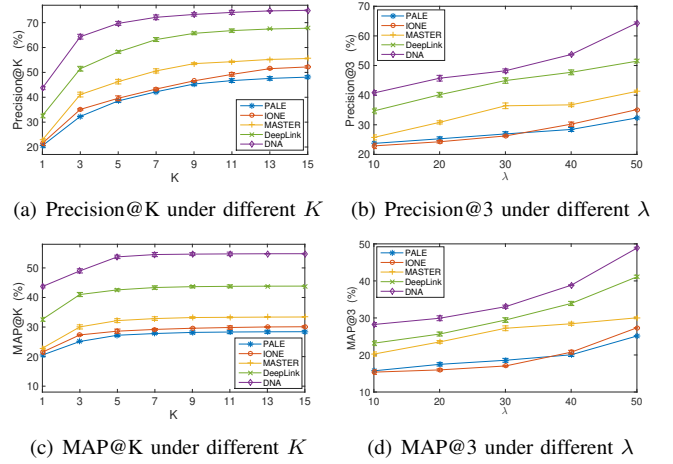 70
60
50
40
30
20
Precision@K (%)
1 3 5 7 9 11 13 15
K
PALE
IONE
MASTER
DeepLink
DNA
(a) Precision@K under different K
70
60
50
40
30
20
Precision@3 (%)
10 20 30 40 50
λ
PALE
IONE
MASTER
DeepLink
DNA
(b) Precision@3 under different λ
50
40
30
20
10
MAP@K (%)
1 3 5 7 9 11 13 15
K
PALE
IONE
MASTER
DeepLink
DNA
(c) MAP@K under different K
50
40
30
20
10
MAP@3 (%)
10 20 30 40 50
λ
PALE
IONE
MASTER
DeepLink
DNA
(d) MAP@3 under different λ